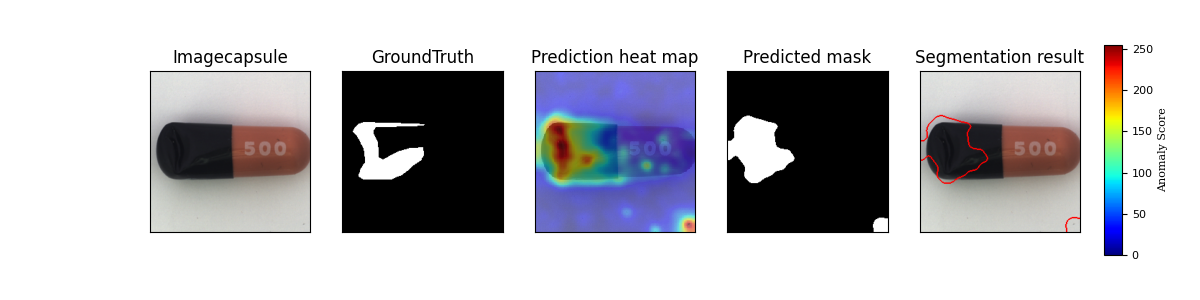 Imagecapsule
GroundTruth
Prediction heat map
Predicted mask
Segmentation result
500
500
500
250
200
150
100
50
0
Anomaly Score